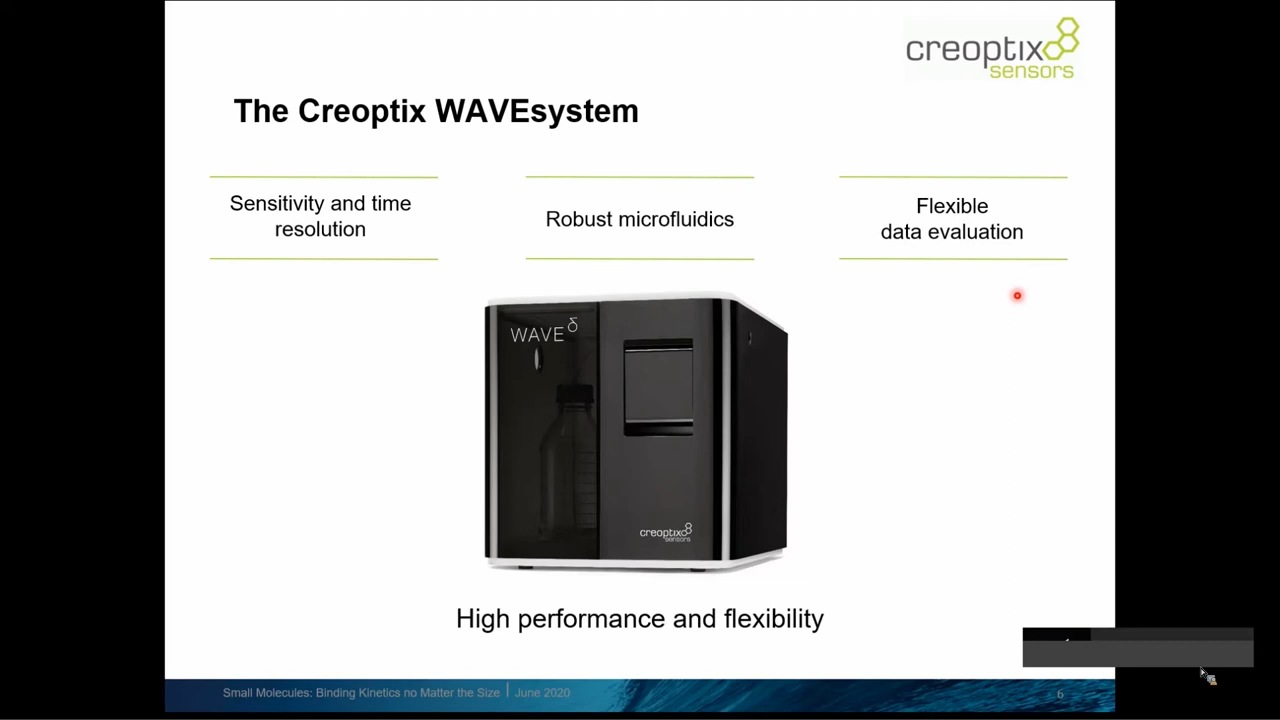 creoptix
sensors
The Creoptix WAVEsystem
Sensitivity and time
resolution
Robust microfluidics
Flexible
data evaluation
WAVE δ
creoptix
sensors
High performance and flexibility
Small Molecules: Binding Kinetics no Matter the Size | June 2020
6